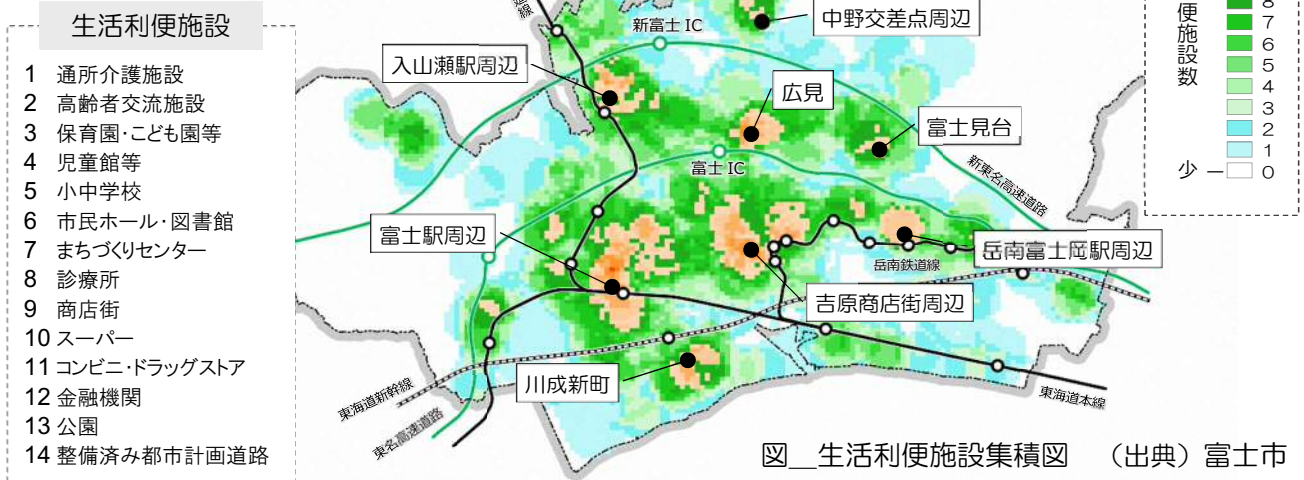 生活利便施設
1 通所介護施設
2 高齢者交流施設
3 保育園・こども園等
4 児童館等
5 小中学校
6 市民ホール・図書館
7 まちづくりセンター
8 診療所
9 商店街
10 スーパー
11 コンビニ・ドラッグストア
12 金融機関
13 公園
14 整備済み都市計画道路
線
新富士 IC
中野交差点周辺
入山瀬駅周辺
広見
富士見台
富士 IC
新東名高速道路
富士駅周辺
岳南富士岡駅周辺
岳南鉄道線
吉原商店街周辺
川成新町
東海道新幹線
東名高速道路
東海道本線
便施設数
8
7
6
5
4
3
2
1
少 0
図__生活利便施設集積図 （出典）富士市